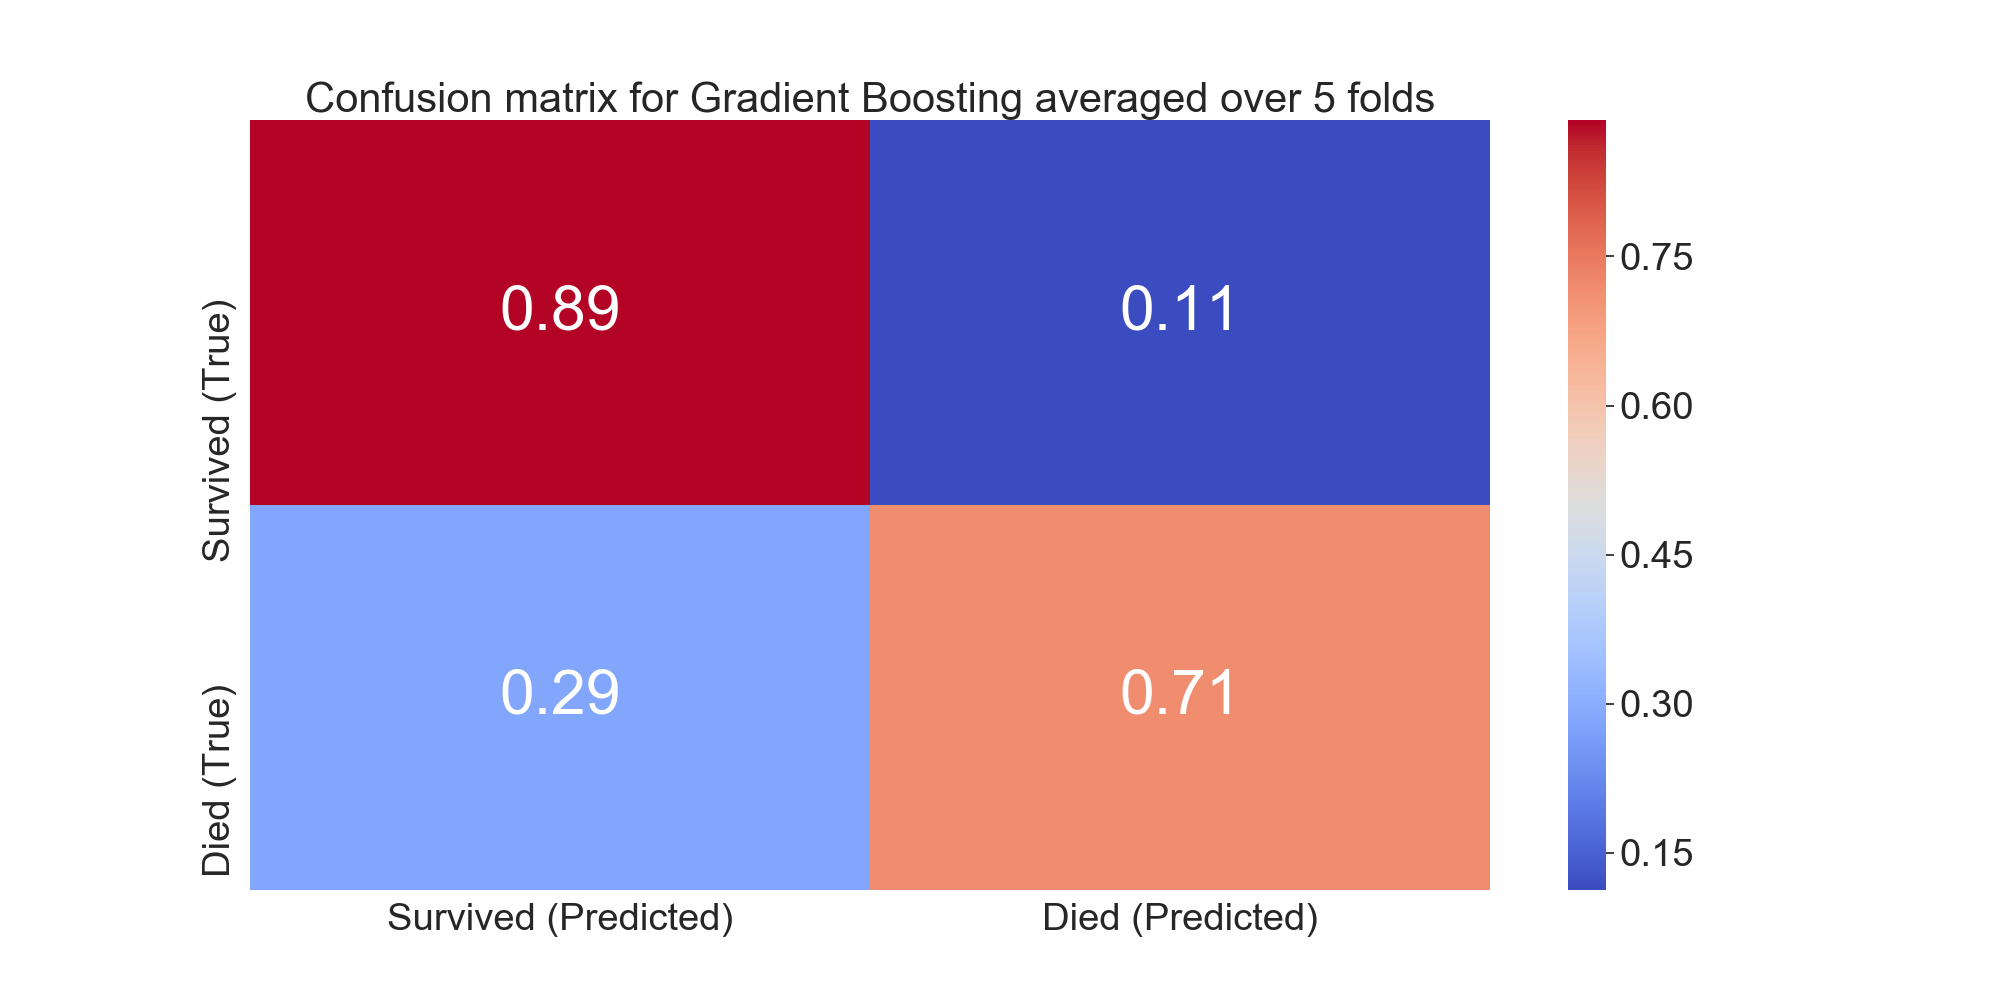 Confusion matrix for Gradient Boosting averaged over 5 folds
Survived (True)
0.89
0.11
Died (True)
0.29
0.71
Survived (Predicted)
Died (Predicted)
0.75
0.60
0.45
0.30
0.15